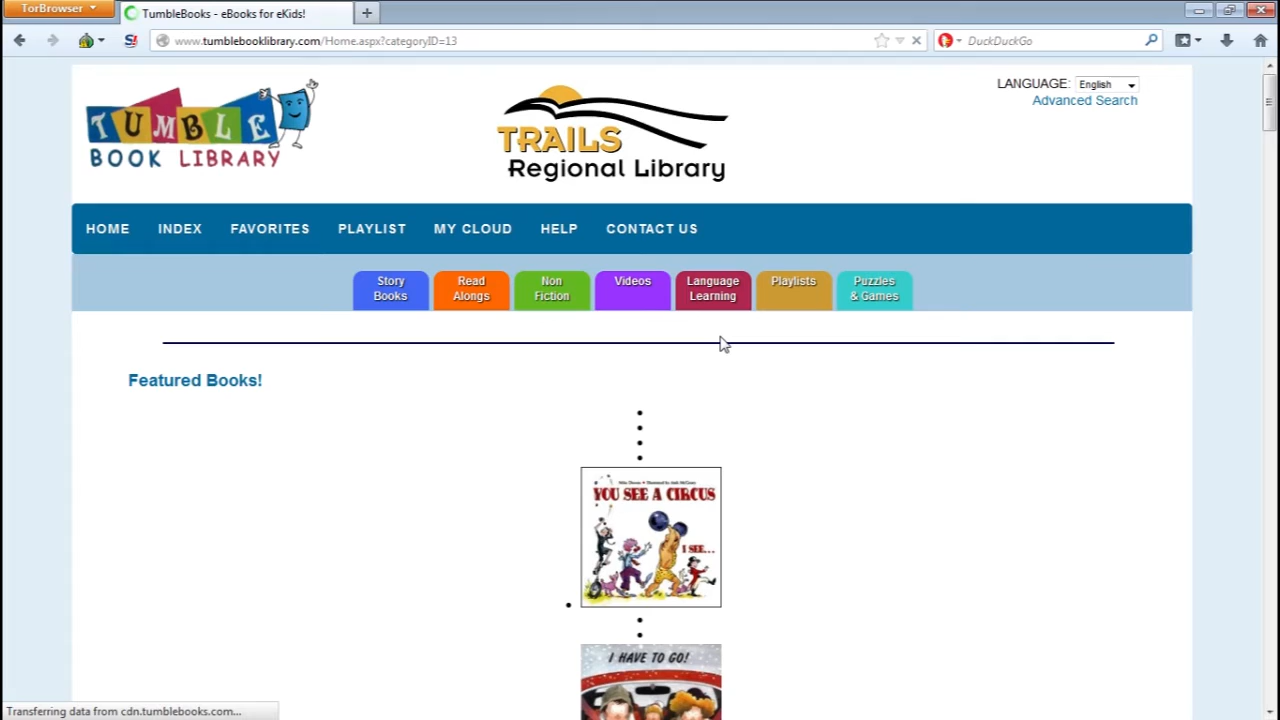 TorBrowser
TumbleBooks - eBooks for eKids!
www.tumblebooklibrary.com/Home.aspx?categoryID=13
DuckDuckGo
TUMBLE
BOOK LIBRARY
TRAILS
Regional Library
LANGUAGE: English
Advanced Search
HOME INDEX FAVORITES PLAYLIST MY CLOUD HELP CONTACT US
Story
Books
Read
Alongs
Non
Fiction
Videos
Language
Learning
Playlists
Puzzles
& Games
Featured Books!
YOU SEE A CIRCUS
I SEE...
I HAVE TO GO!
Transferring data from cdn.tumblebooks.com...